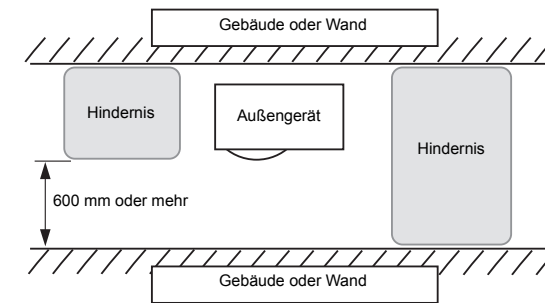 Gebäude oder Wand
Hindernis
Außengerät
Hindernis
600 mm oder mehr
Gebäude oder Wand